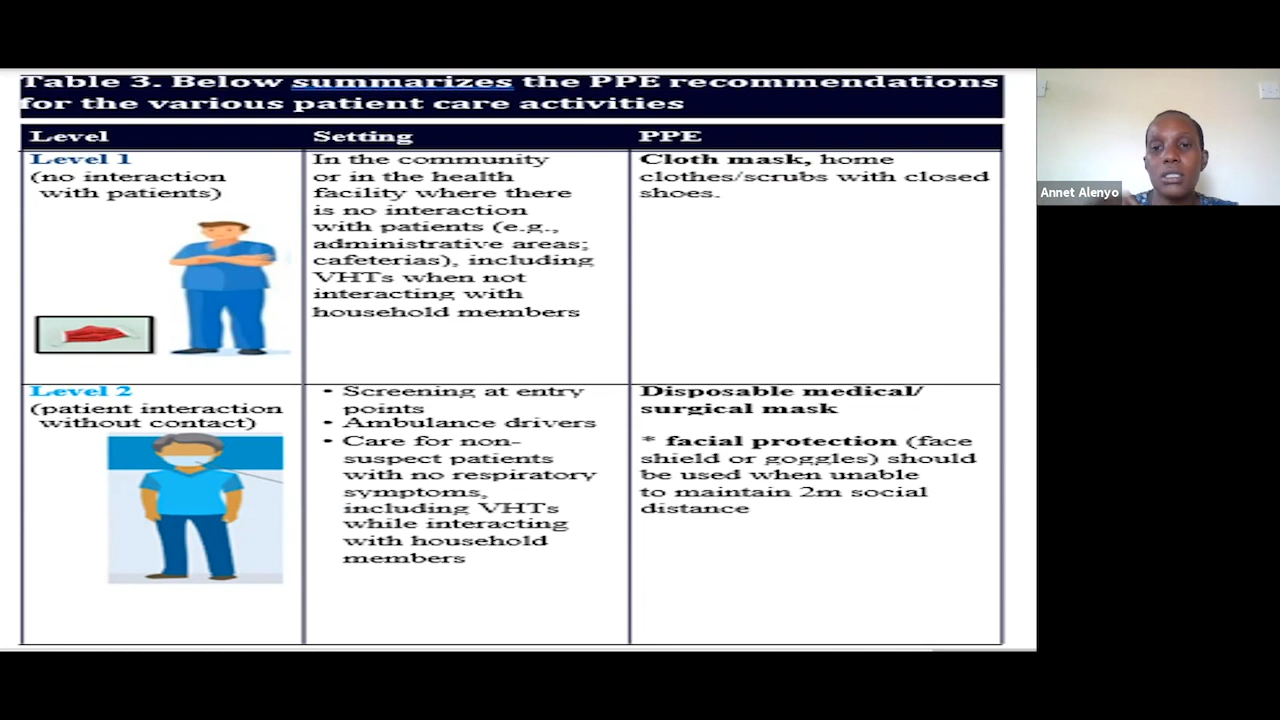 Table 3. Below summarizes the PPE recommendations
for the various patient care activities
Level
Setting
PPE
Level 1
(no interaction
with patients)
In the community
or in the health
facility where there
is no interaction
with patients (e.g.,
administrative areas;
cafeterias), including
VHTs when not
interacting with
household members
Cloth mask, home
clothes/scrubs with closed
shoes.
Level 2
(patient interaction
without contact)
• Screening at entry
points
• Ambulance drivers
• Care for non-
suspect patients
with no respiratory
symptoms,
including VHTs
while interacting
with household
members
Disposable medical/
surgical mask
* facial protection (face
shield or goggles) should
be used when unable
to maintain 2m social
distance
Annet Alenyo